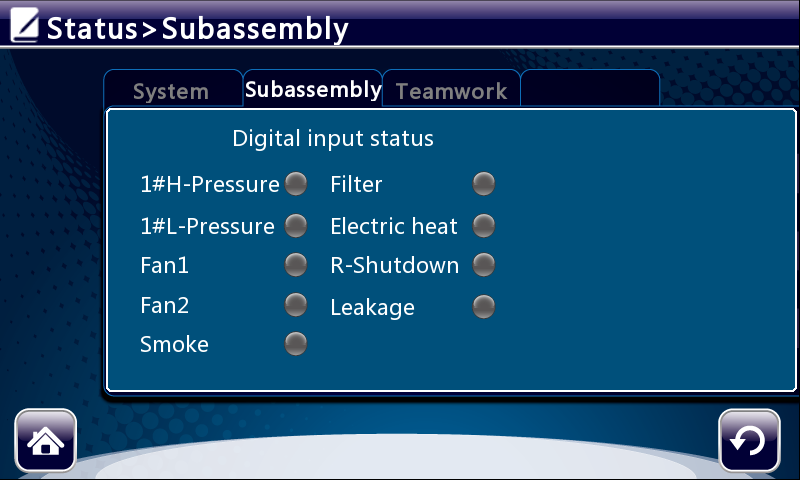 Status>Subassembly
System Subassembly Teamwork
Digital input status
1#H-Pressure Filter
1#L-Pressure Electric heat
Fan1 R-Shutdown
Fan2 Leakage
Smoke